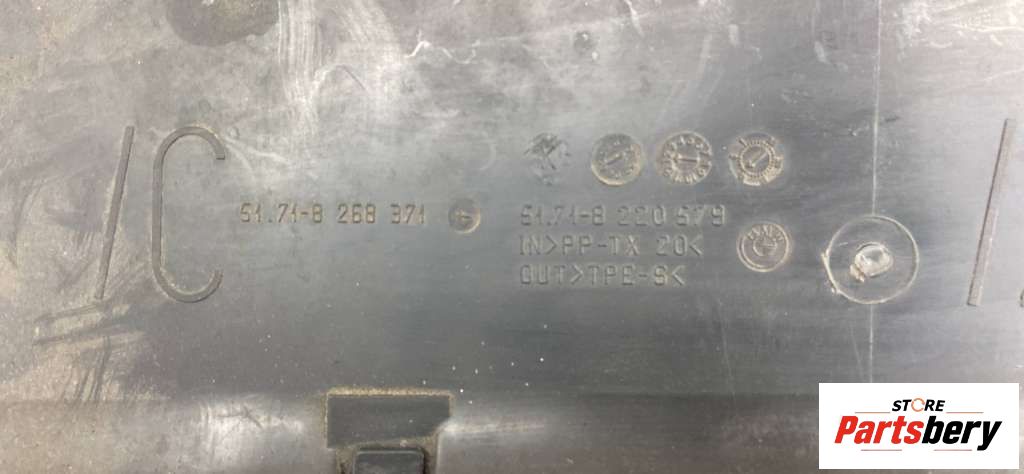 C
51.71-8 268 371
51.71-8 220 579
IN>PP-TX 20<
OUT>TPE-S<
STORE
Partsbery